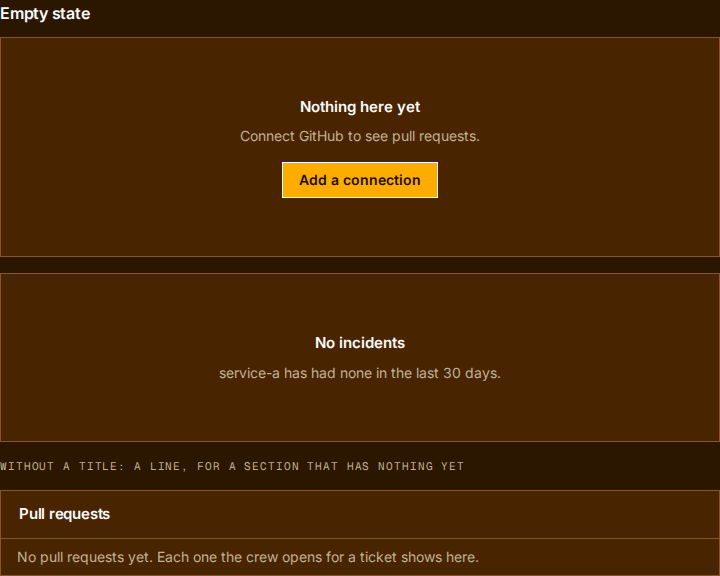 Empty state
Nothing here yet
Connect GitHub to see pull requests.
Add a connection
No incidents
service-a has had none in the last 30 days.
WITHOUT A TITLE: A LINE, FOR A SECTION THAT HAS NOTHING YET
Pull requests
No pull requests yet. Each one the crew opens for a ticket shows here.